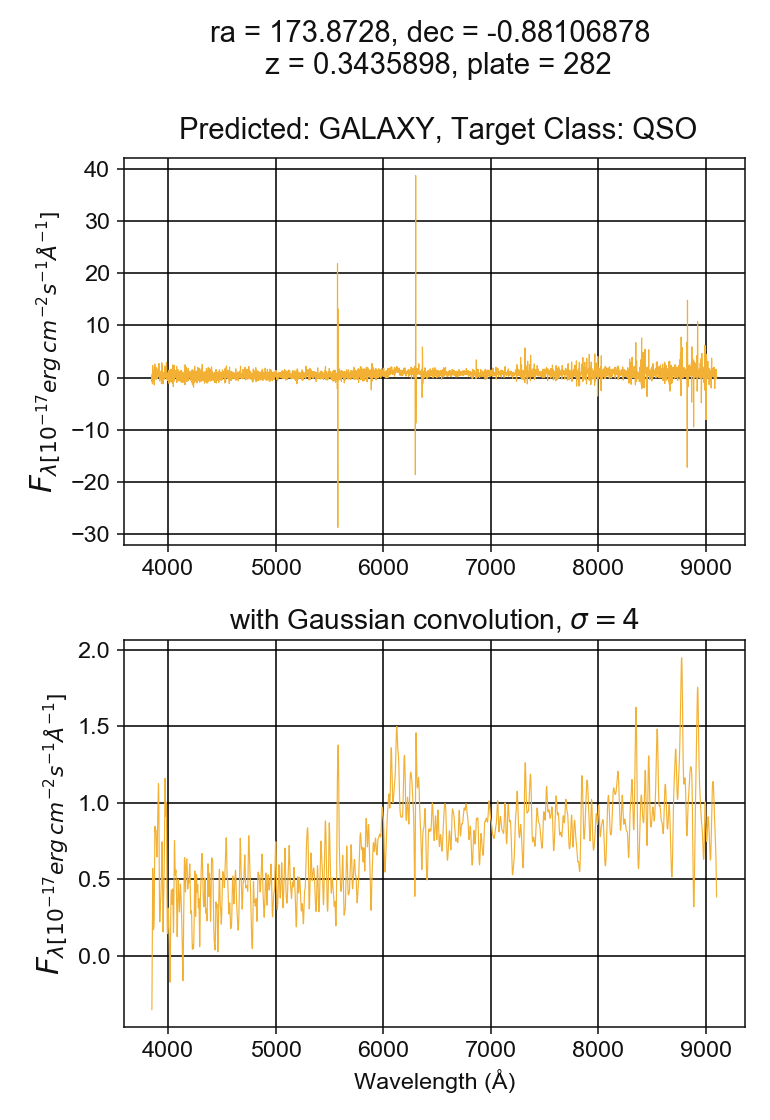 ra = 173.8728, dec = -0.88106878
z = 0.3435898, plate = 282
Predicted: GALAXY, Target Class: QSO
40
30
20
10
0
−10
−20
−30
F_λ[10^{−17} erg cm^{−2}s^{−1}Å^{−1}]
4000 5000 6000 7000 8000 9000
with Gaussian convolution, σ = 4
2.0
1.5
1.0
0.5
0.0
F_λ[10^{−17} erg cm^{−2}s^{−1}Å^{−1}]
4000 5000 6000 7000 8000 9000
Wavelength (Å)